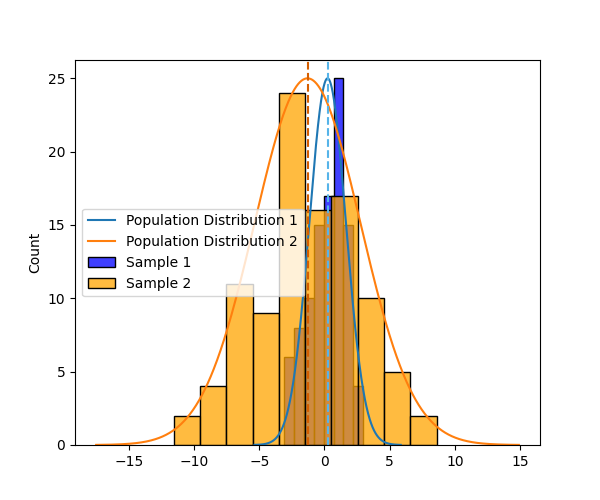 25
20
15
10
5
0
Count
Population Distribution 1
Population Distribution 2
Sample 1
Sample 2
−15 −10 −5 0 5 10 15